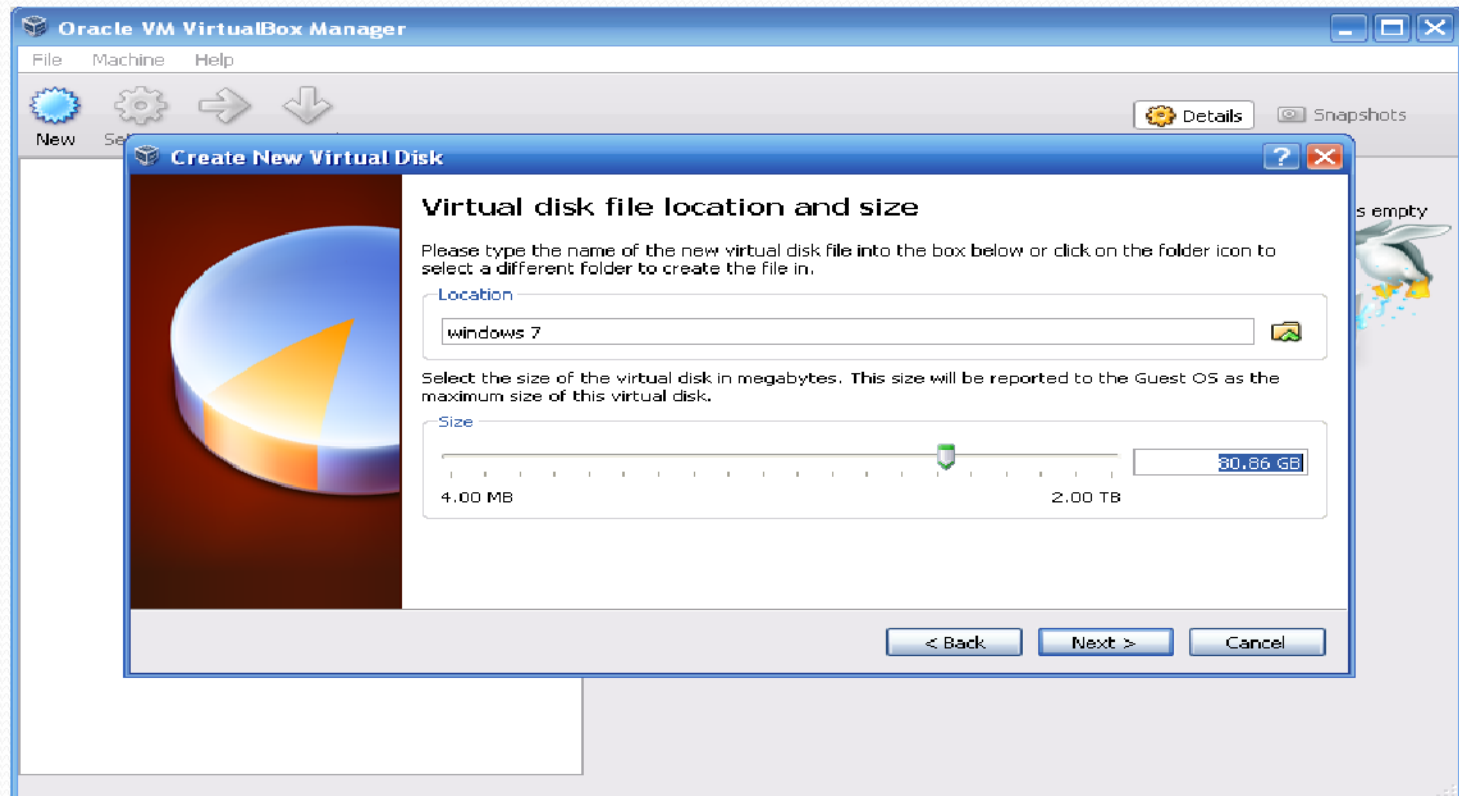 Oracle VM VirtualBox Manager
File Machine Help
Details Snapshots
New
Create New Virtual Disk
s empty
Virtual disk file location and size
Please type the name of the new virtual disk file into the box below or click on the folder icon to
select a different folder to create the file in.
Location
windows 7
Select the size of the virtual disk in megabytes. This size will be reported to the Guest OS as the
maximum size of this virtual disk.
Size
80.86 GB
4.00 MB 2.00 TB
< Back Next > Cancel